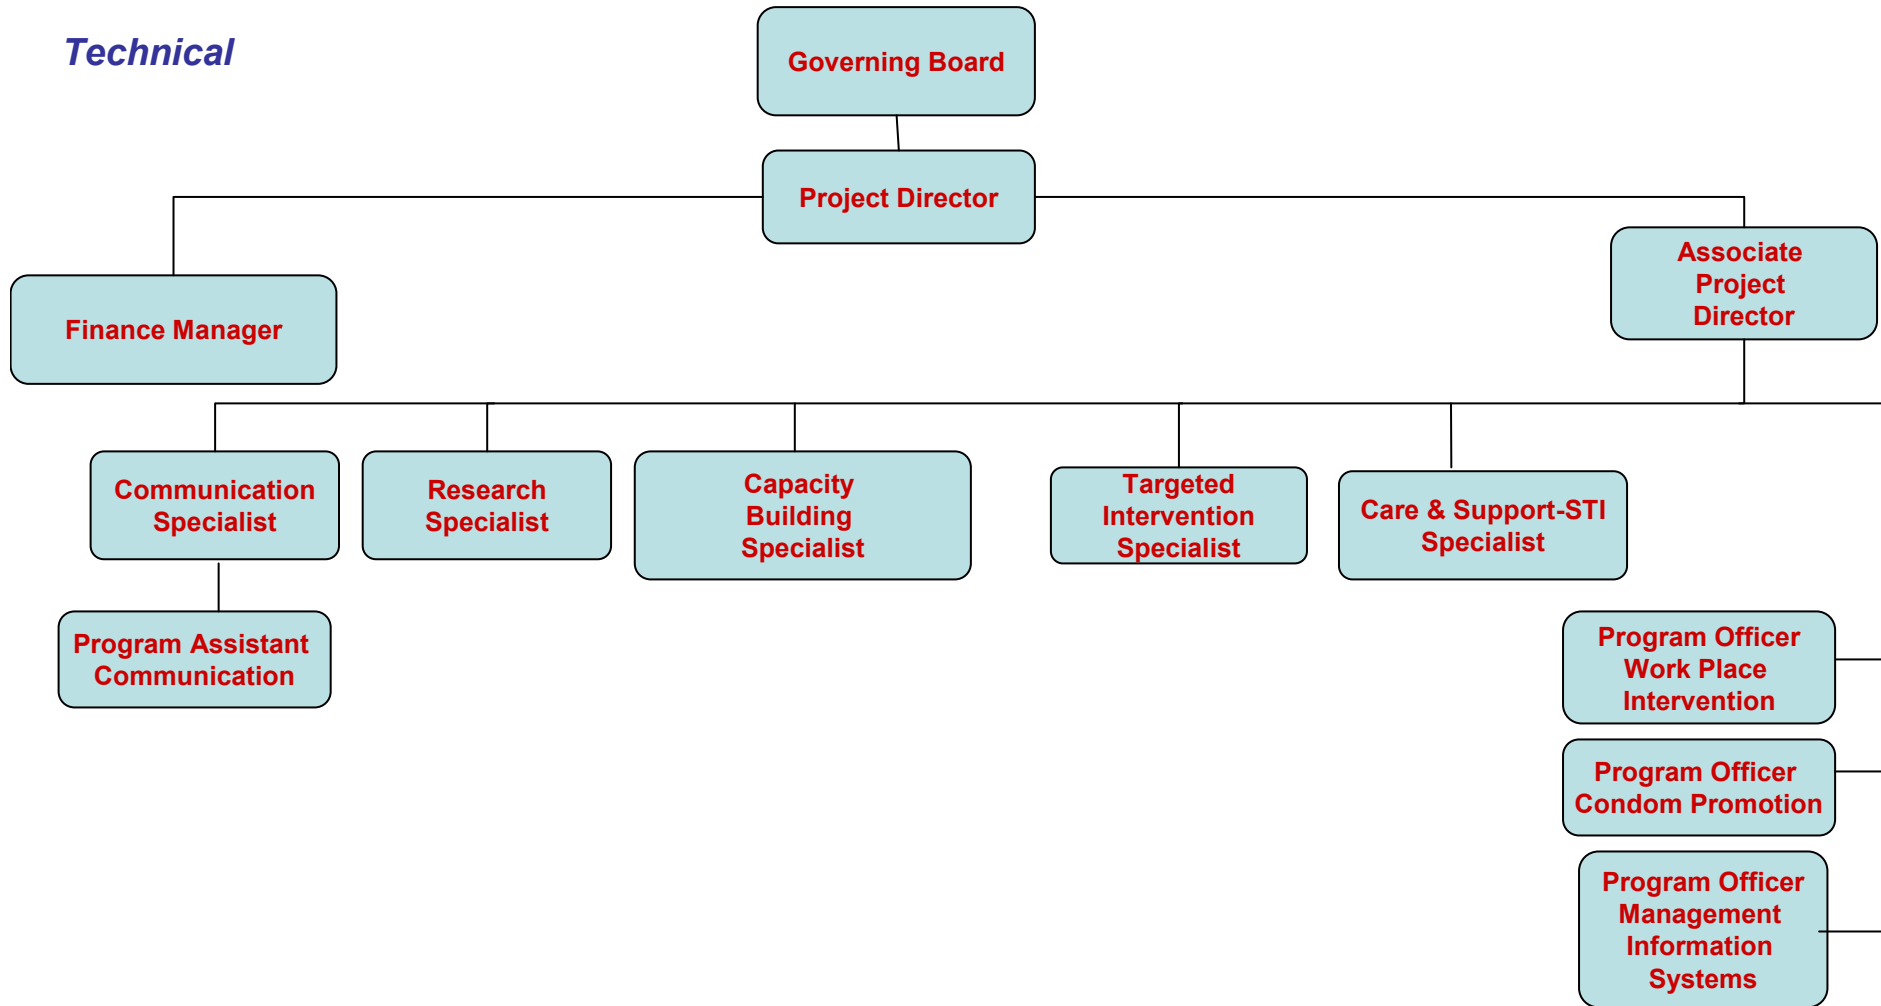 Technical
Governing Board
Project Director
Finance Manager
Associate
Project
Director
Communication
Specialist
Research
Specialist
Capacity
Building
Specialist
Targeted
Intervention
Specialist
Care & Support-STI
Specialist
Program Assistant
Communication
Program Officer
Work Place
Intervention
Program Officer
Condom Promotion
Program Officer
Management
Information
Systems